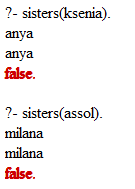 ?- sisters(ksenia).
anya
anya
false.
?- sisters(assol).
milana
milana
false.